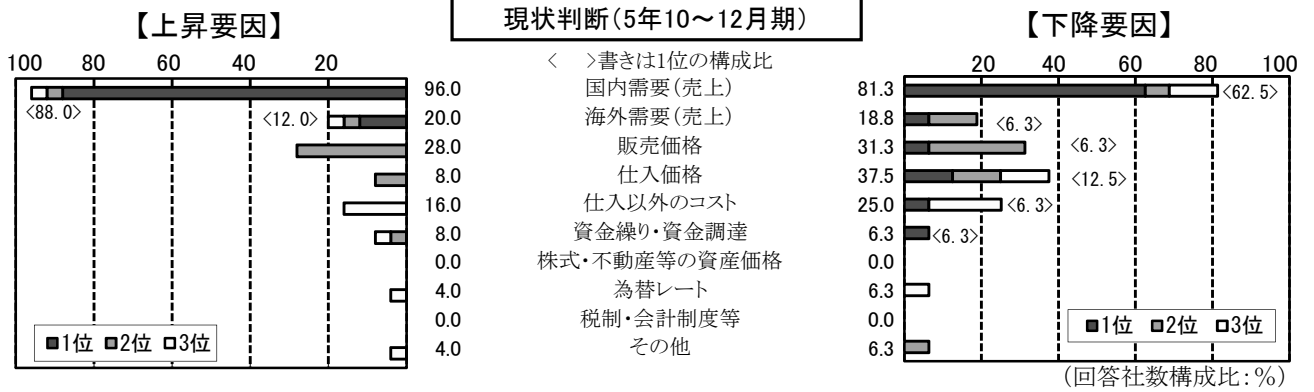 現状判断(5年10～12月期)
【上昇要因】
【下降要因】
< >書きは1位の構成比
100 80 60 40 20
20 40 60 80 100
96.0 国内需要(売上) 81.3
<88.0>
<62.5>
20.0 海外需要(売上) 18.8
<12.0>
<6.3>
28.0 販売価格 31.3
<6.3>
8.0 仕入価格 37.5
<12.5>
16.0 仕入以外のコスト 25.0
<6.3>
8.0 資金繰り・資金調達 6.3
<6.3>
0.0 株式・不動産等の資産価格 0.0
4.0 為替レート 6.3
0.0 税制・会計制度等 0.0
4.0 その他 6.3
■1位 ■2位 □3位
■1位 ■2位 □3位
(回答社数構成比:%)